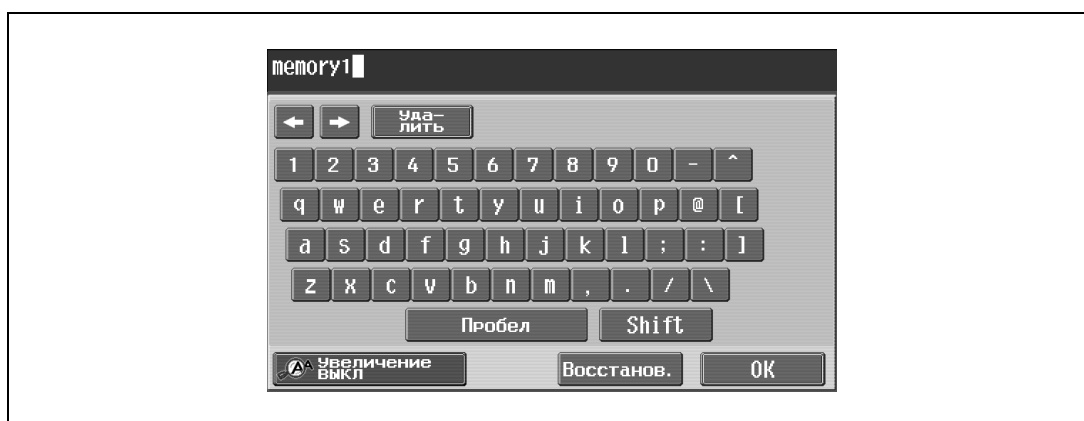 memory1
← → Уда-
лить
1 2 3 4 5 6 7 8 9 0 - ^
q w e r t y u i o p @ [
a s d f g h j k l ; : ]
z x c v b n m , . / \
Пробел Shift
Увеличение
ВЫКЛ
Восстанов. OK